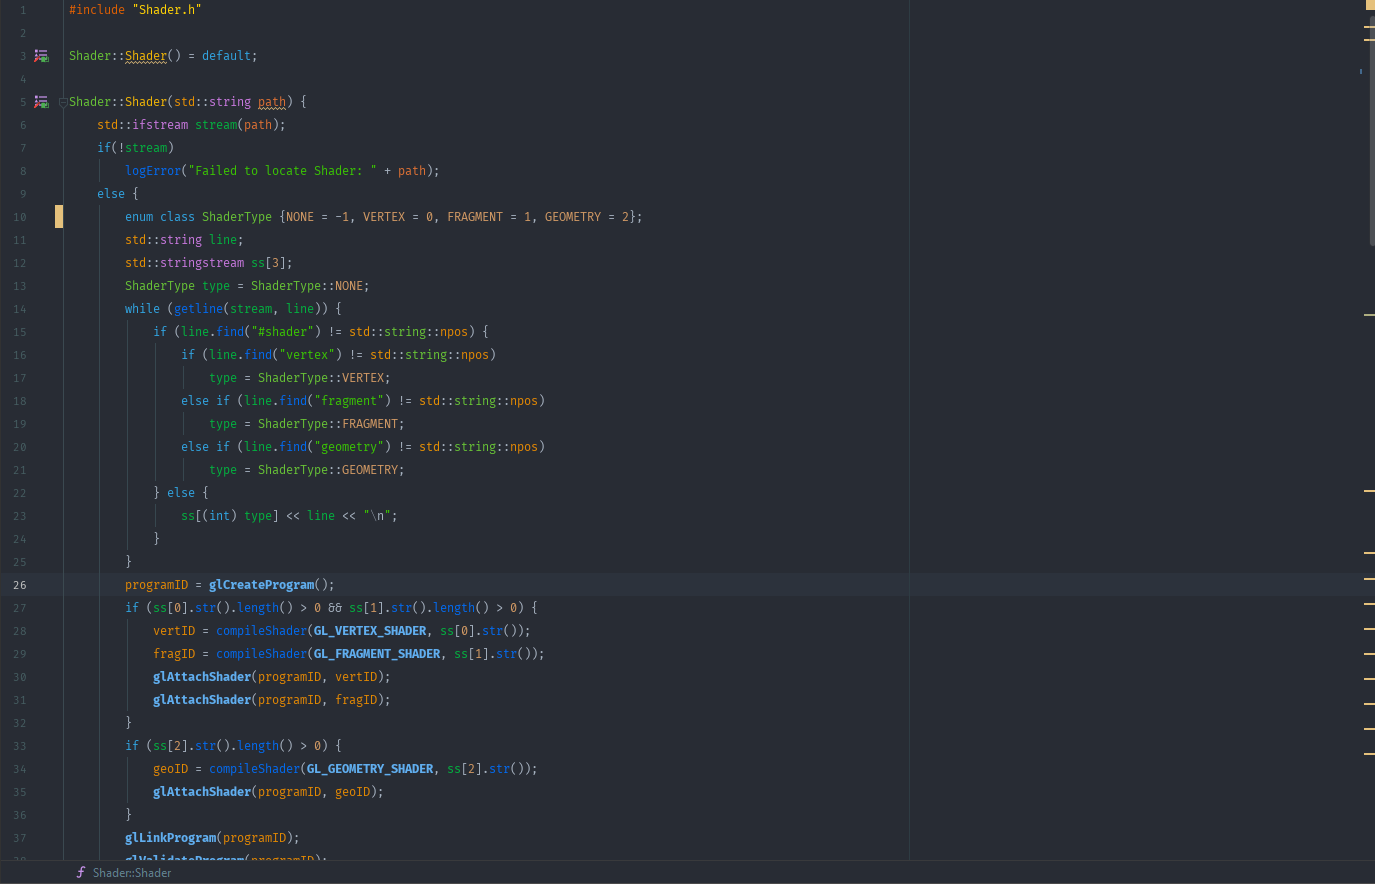 1 #include "Shader.h"
2
3 Shader::Shader() = default;
4
5 Shader::Shader(std::string path) {
6     std::ifstream stream(path);
7     if(!stream)
8         logError("Failed to locate Shader: " + path);
9     else {
10         enum class ShaderType {NONE = -1, VERTEX = 0, FRAGMENT = 1, GEOMETRY = 2};
11         std::string line;
12         std::stringstream ss[3];
13         ShaderType type = ShaderType::NONE;
14         while (getline(stream, line)) {
15             if (line.find("#shader") != std::string::npos) {
16                 if (line.find("vertex") != std::string::npos)
17                     type = ShaderType::VERTEX;
18                 else if (line.find("fragment") != std::string::npos)
19                     type = ShaderType::FRAGMENT;
20                 else if (line.find("geometry") != std::string::npos)
21                     type = ShaderType::GEOMETRY;
22             } else {
23                 ss[(int) type] << line << "\n";
24             }
25         }
26         programID = glCreateProgram();
27         if (ss[0].str().length() > 0 && ss[1].str().length() > 0) {
28             vertID = compileShader(GL_VERTEX_SHADER, ss[0].str());
29             fragID = compileShader(GL_FRAGMENT_SHADER, ss[1].str());
30             glAttachShader(programID, vertID);
31             glAttachShader(programID, fragID);
32         }
33         if (ss[2].str().length() > 0) {
34             geoID = compileShader(GL_GEOMETRY_SHADER, ss[2].str());
35             glAttachShader(programID, geoID);
36         }
37         glLinkProgram(programID);
38         glValidateProgram(programID);
f Shader::Shader